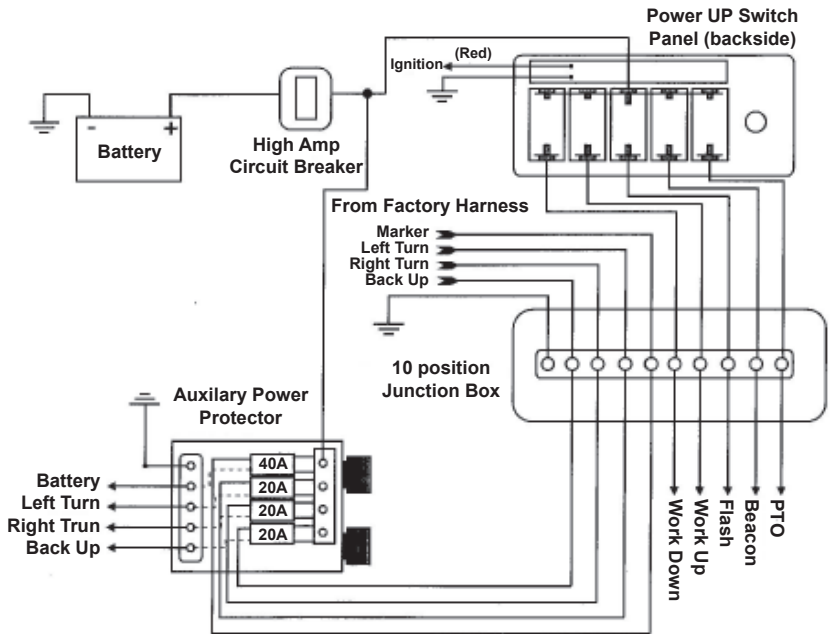 Power UP Switch
Panel (backside)
(Red)
Ignition
- +
Battery
High Amp
Circuit Breaker
From Factory Harness
Marker
Left Turn
Right Turn
Back Up
10 position
Junction Box
Auxilary Power
Protector
40A
20A
20A
20A
Battery
Left Turn
Right Trun
Back Up
Work Down
Work Up
Flash
Beacon
PTO